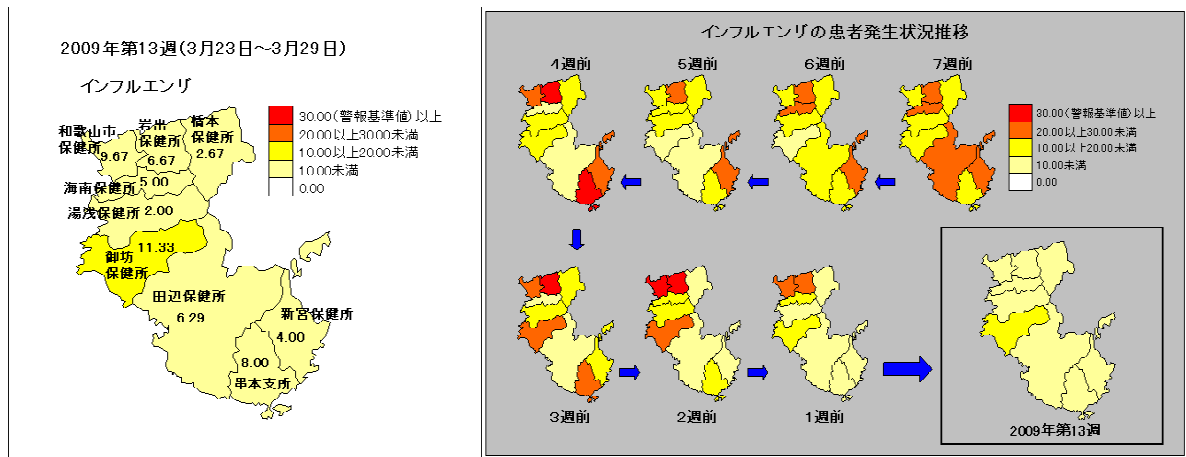 2009年第13週(3月23日～3月29日)
インフルエンザ
30.00(警報基準値)以上
20.00以上30.00未満
10.00以上20.00未満
10.00未満
0.00
和歌山市
保健所
9.67
岩出
保健所
6.67
橋本
保健所
2.67
5.00
海南保健所
湯浅保健所
2.00
11.33
御坊
保健所
田辺保健所
6.29
新宮保健所
4.00
8.00
串本支所
インフルエンザの患者発生状況推移
4週前
5週前
6週前
7週前
30.00(警報基準値)以上
20.00以上30.00未満
10.00以上20.00未満
10.00未満
0.00
3週前
2週前
1週前
2009年第13週